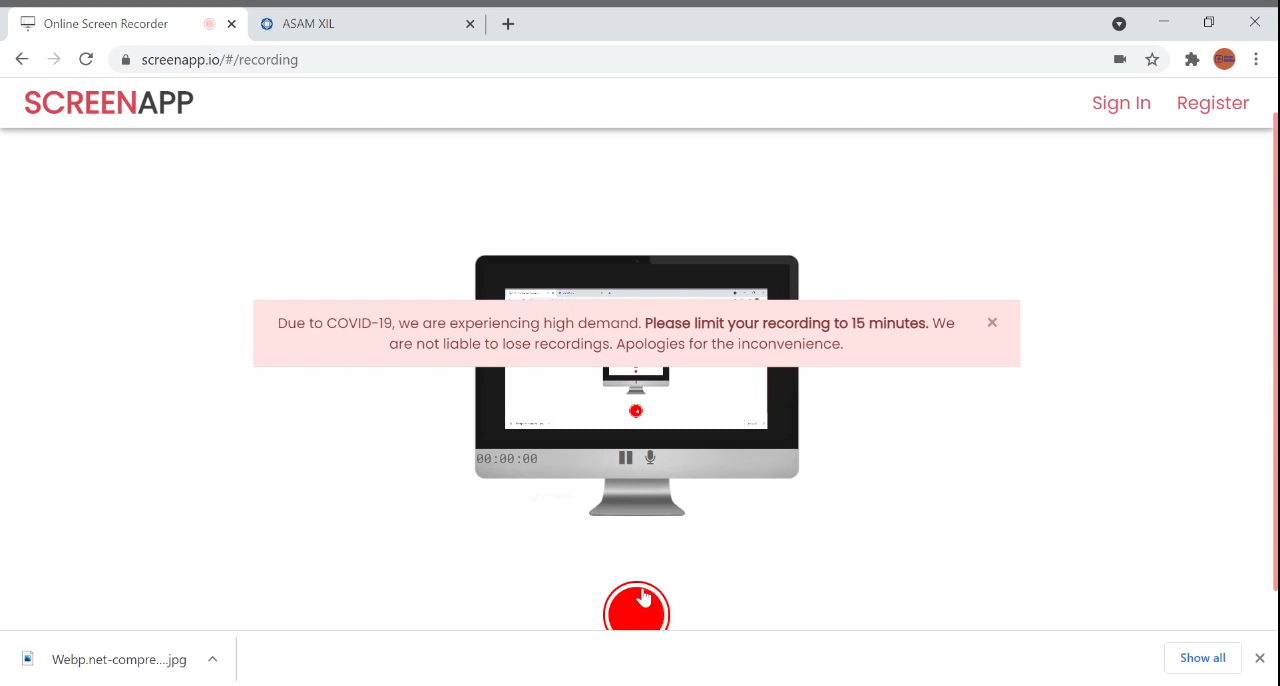 Online Screen Recorder
ASAM XIL
screenapp.io/#/recording
SCREENAPP
Sign In
Register
Due to COVID-19, we are experiencing high demand. Please limit your recording to 15 minutes. We
are not liable to lose recordings. Apologies for the inconvenience.
00:00:00
Webp.net-compre....jpg
Show all